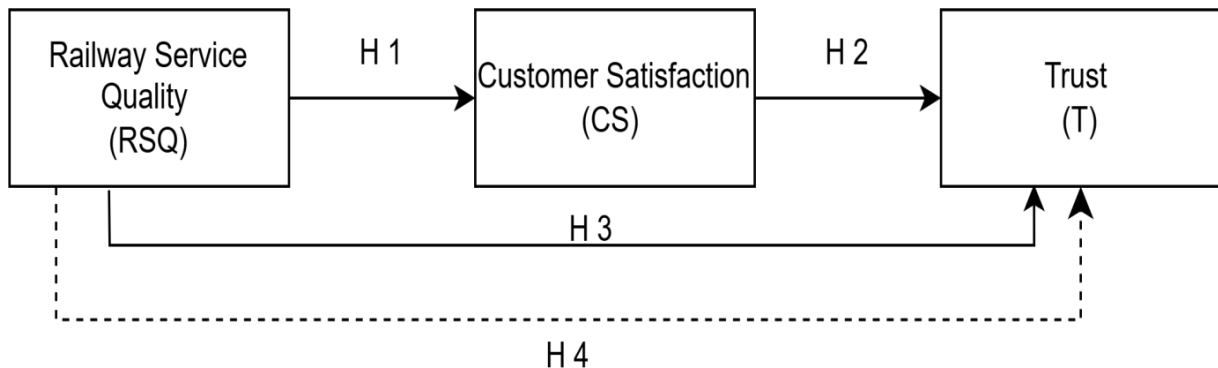 Railway Service
Quality
(RSQ)
H 1
Customer Satisfaction
(CS)
H 2
Trust
(T)
H 3
H 4